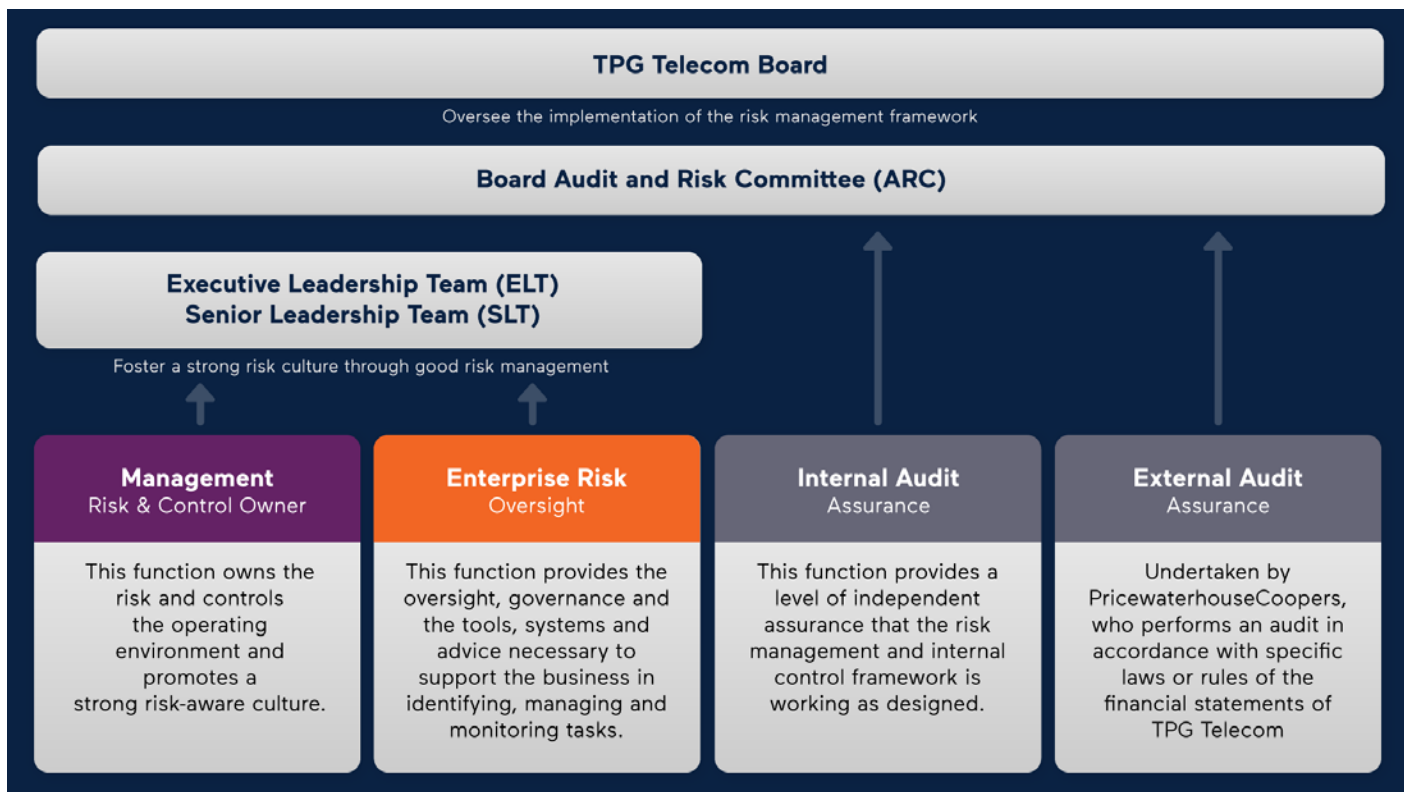 TPG Telecom Board
Oversee the implementation of the risk management framework
Board Audit and Risk Committee (ARC)
Executive Leadership Team (ELT)
Senior Leadership Team (SLT)
Foster a strong risk culture through good risk management
Management
Risk & Control Owner
This function owns the
risk and controls
the operating
environment and
promotes a
strong risk-aware culture.
Enterprise Risk
Oversight
This function provides the
oversight, governance and
the tools, systems and
advice necessary to
support the business in
identifying, managing and
monitoring tasks.
Internal Audit
Assurance
This function provides a
level of independent
assurance that the risk
management and internal
control framework is
working as designed.
External Audit
Assurance
Undertaken by
PricewaterhouseCoopers,
who performs an audit in
accordance with specific
laws or rules of the
financial statements of
TPG Telecom